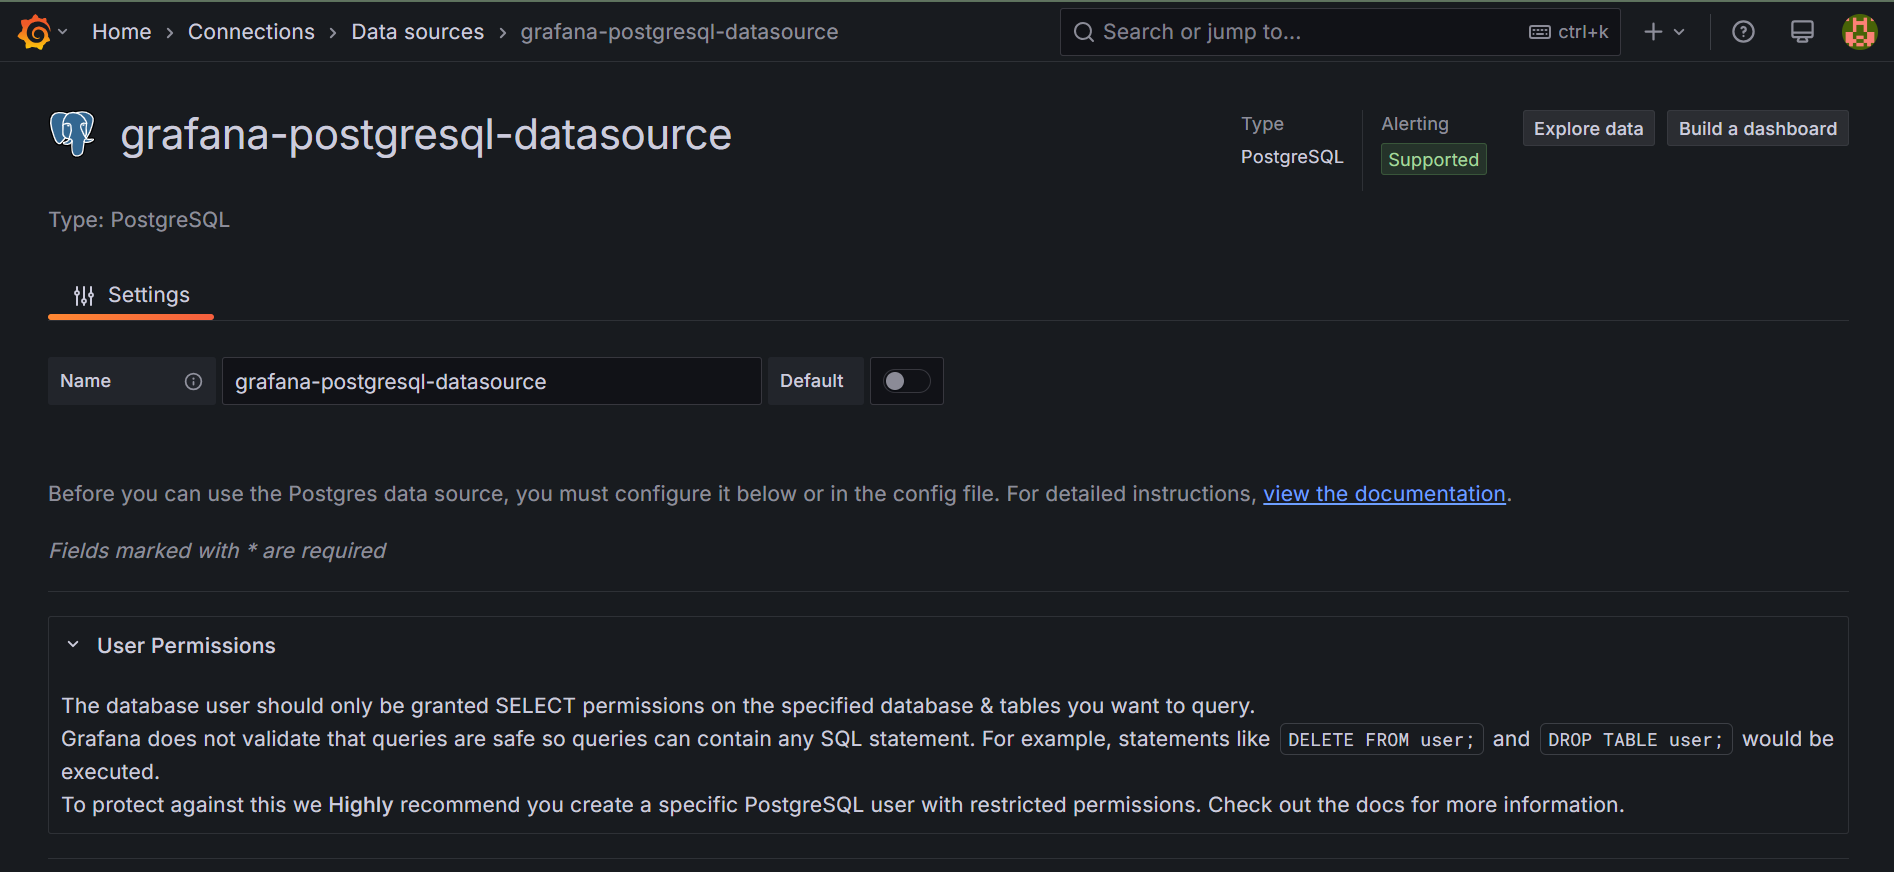 Home > Connections > Data sources > grafana-postgresql-datasource
Search or jump to...
ctrl+k
grafana-postgresql-datasource
Type
PostgreSQL
Alerting
Supported
Explore data
Build a dashboard
Type: PostgreSQL
Settings
Name
grafana-postgresql-datasource
Default
Before you can use the Postgres data source, you must configure it below or in the config file. For detailed instructions, view the documentation.
Fields marked with * are required
User Permissions
The database user should only be granted SELECT permissions on the specified database & tables you want to query.
Grafana does not validate that queries are safe so queries can contain any SQL statement. For example, statements like DELETE FROM user; and DROP TABLE user; would be
executed.
To protect against this we Highly recommend you create a specific PostgreSQL user with restricted permissions. Check out the docs for more information.